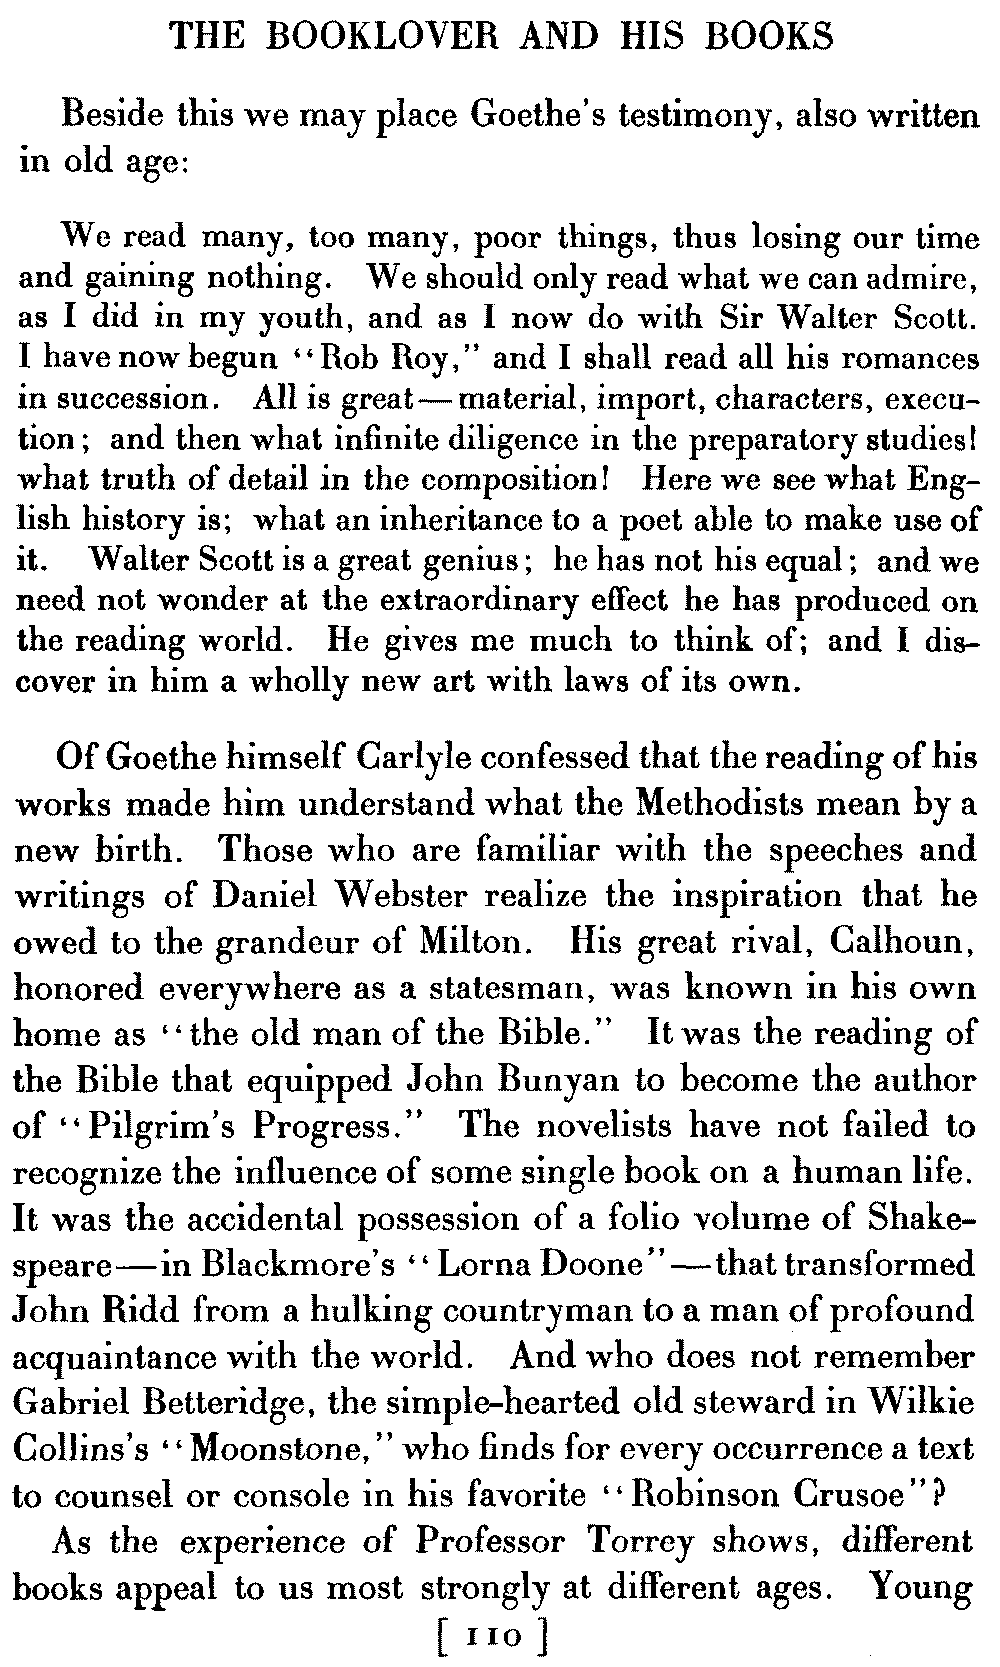 THE BOOKLOVER AND HIS BOOKS
Beside this we may place Goethe's testimony, also written
in old age:
We read many, too many, poor things, thus losing our time
and gaining nothing. We should only read what we can admire,
as I did in my youth, and as I now do with Sir Walter Scott.
I have now begun "Rob Roy," and I shall read all his romances
in succession. All is great—material, import, characters, execu-
tion; and then what infinite diligence in the preparatory studies!
what truth of detail in the composition! Here we see what Eng-
lish history is; what an inheritance to a poet able to make use of
it. Walter Scott is a great genius; he has not his equal; and we
need not wonder at the extraordinary effect he has produced on
the reading world. He gives me much to think of; and I dis-
cover in him a wholly new art with laws of its own.
Of Goethe himself Carlyle confessed that the reading of his
works made him understand what the Methodists mean by a
new birth. Those who are familiar with the speeches and
writings of Daniel Webster realize the inspiration that he
owed to the grandeur of Milton. His great rival, Calhoun,
honored everywhere as a statesman, was known in his own
home as "the old man of the Bible." It was the reading of
the Bible that equipped John Bunyan to become the author
of "Pilgrim's Progress." The novelists have not failed to
recognize the influence of some single book on a human life.
It was the accidental possession of a folio volume of Shake-
speare—in Blackmore's "Lorna Doone"—that transformed
John Ridd from a hulking countryman to a man of profound
acquaintance with the world. And who does not remember
Gabriel Betteridge, the simple-hearted old steward in Wilkie
Collins's "Moonstone," who finds for every occurrence a text
to counsel or console in his favorite "Robinson Crusoe"?
As the experience of Professor Torrey shows, different
books appeal to us most strongly at different ages. Young
[ 110 ]